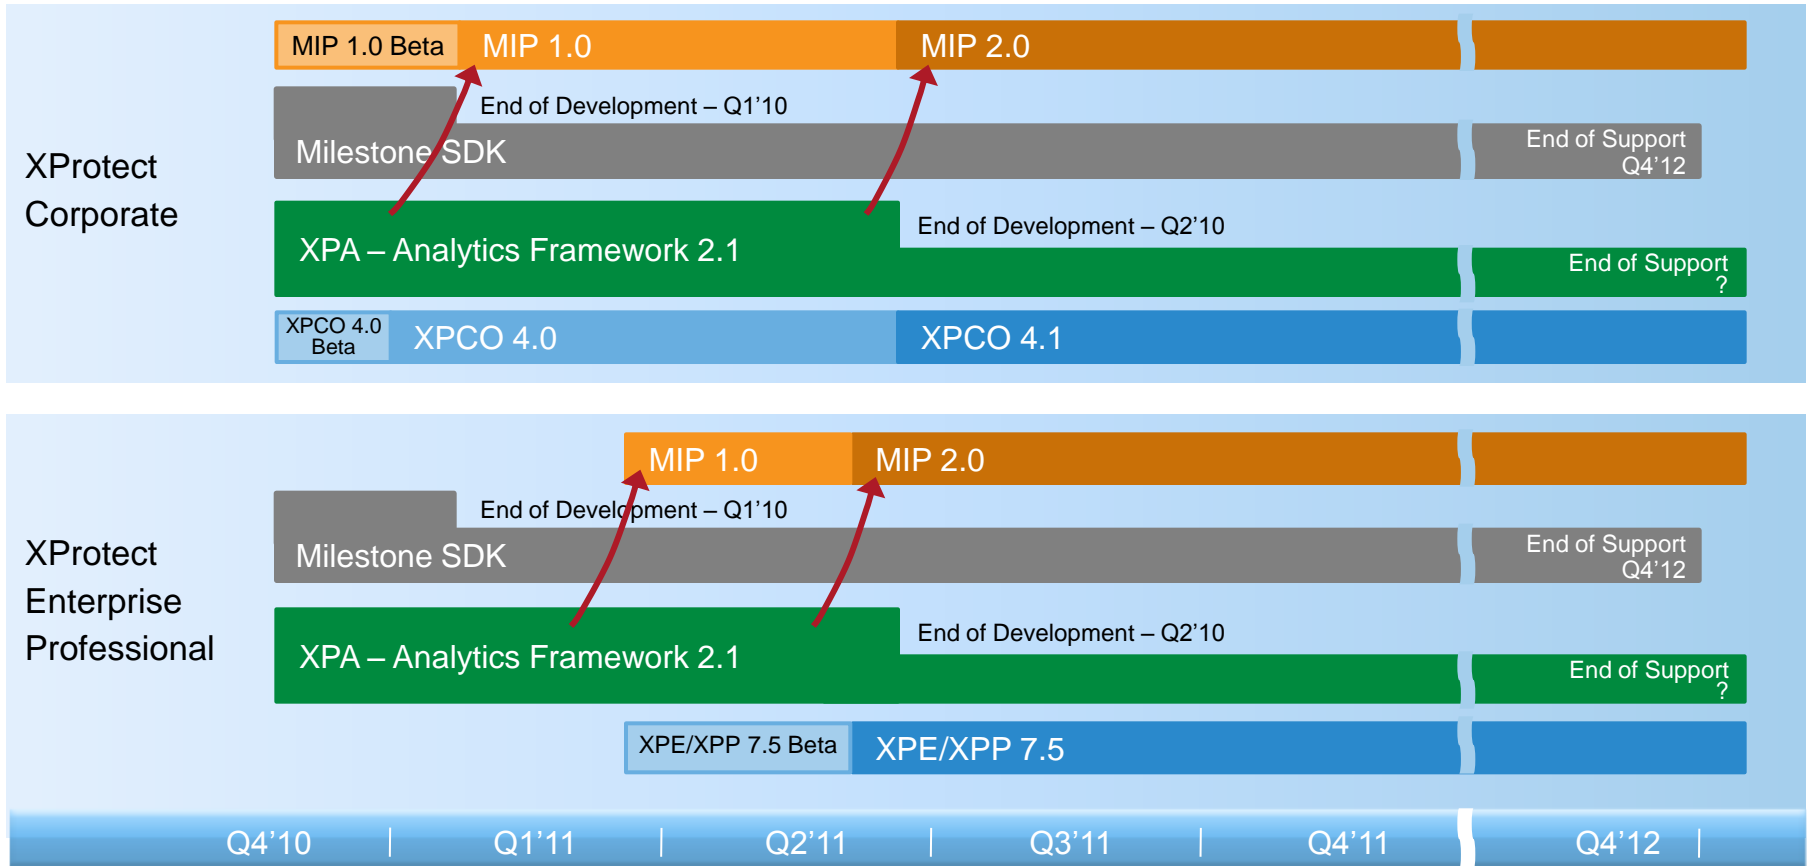 MIP 1.0 Beta
MIP 1.0
MIP 2.0
End of Development – Q1’10
Milestone SDK
End of Support
Q4’12
XProtect
Corporate
XPA – Analytics Framework 2.1
End of Development – Q2’10
End of Support
?
XPCO 4.0
Beta
XPCO 4.0
XPCO 4.1
MIP 1.0
MIP 2.0
End of Development – Q1’10
Milestone SDK
End of Support
Q4’12
XProtect
Enterprise
Professional
XPA – Analytics Framework 2.1
End of Development – Q2’10
End of Support
?
XPE/XPP 7.5 Beta
XPE/XPP 7.5
Q4’10
Q1’11
Q2’11
Q3’11
Q4’11
Q4’12